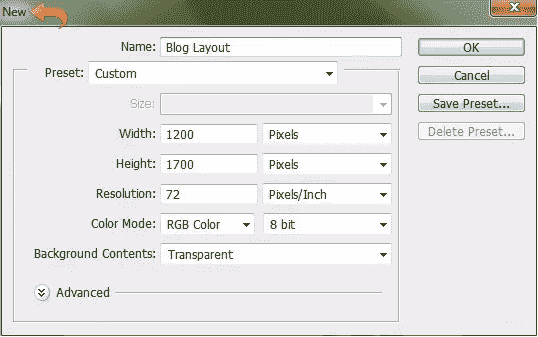 New
Name: Blog Layout
OK
Preset: Custom
Cancel
Size:
Save Preset...
Width: 1200 Pixels
Delete Preset...
Height: 1700 Pixels
Resolution: 72 Pixels/Inch
Color Mode: RGB Color 8 bit
Background Contents: Transparent
Advanced